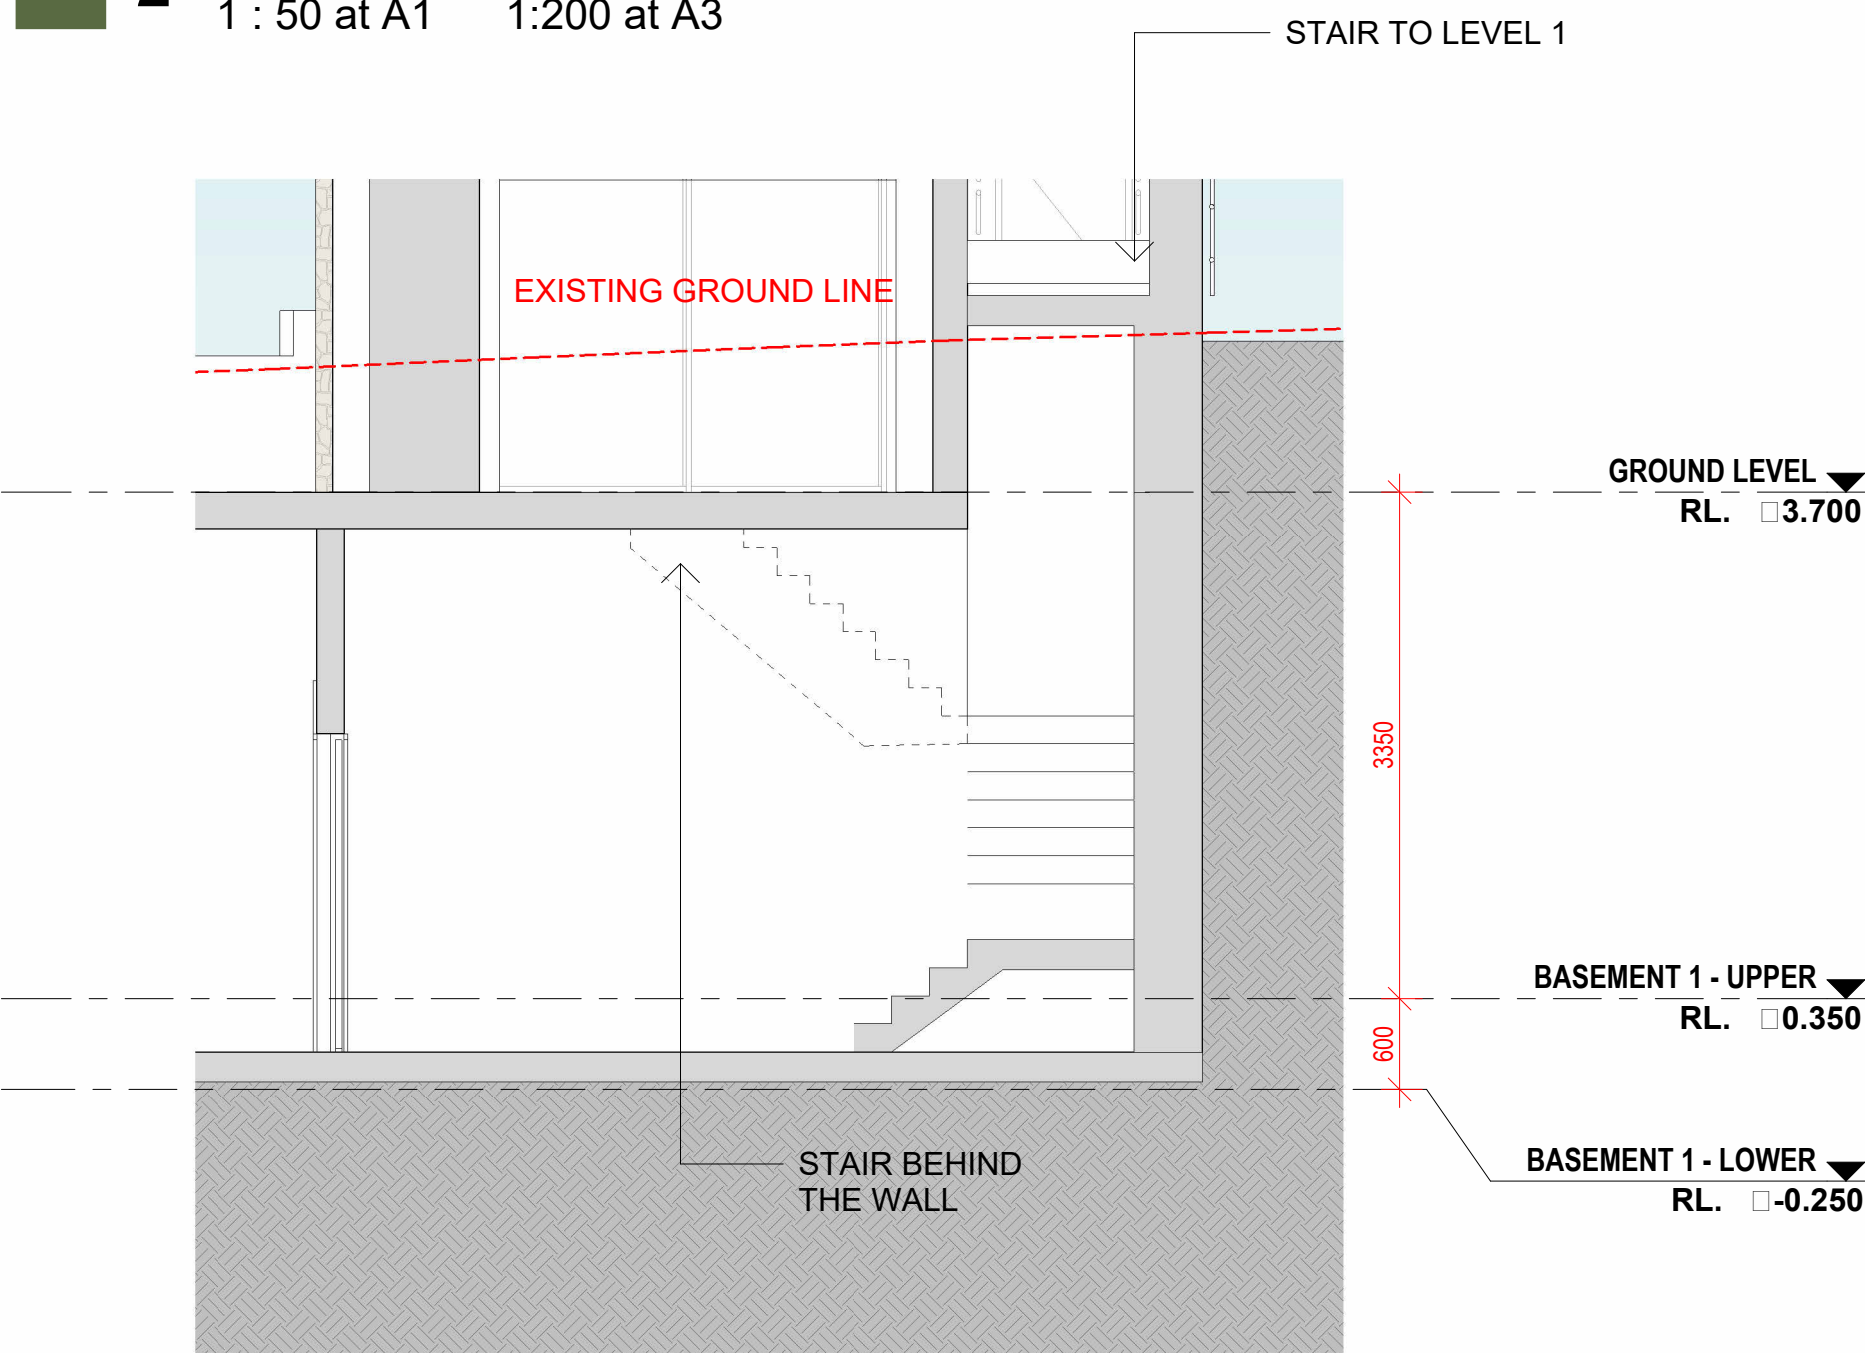 1 : 50 at A1 1:200 at A3
STAIR TO LEVEL 1
EXISTING GROUND LINE
GROUND LEVEL
RL. □3.700
3350
BASEMENT 1 - UPPER
RL. □0.350
600
STAIR BEHIND
THE WALL
BASEMENT 1 - LOWER
RL. □-0.250